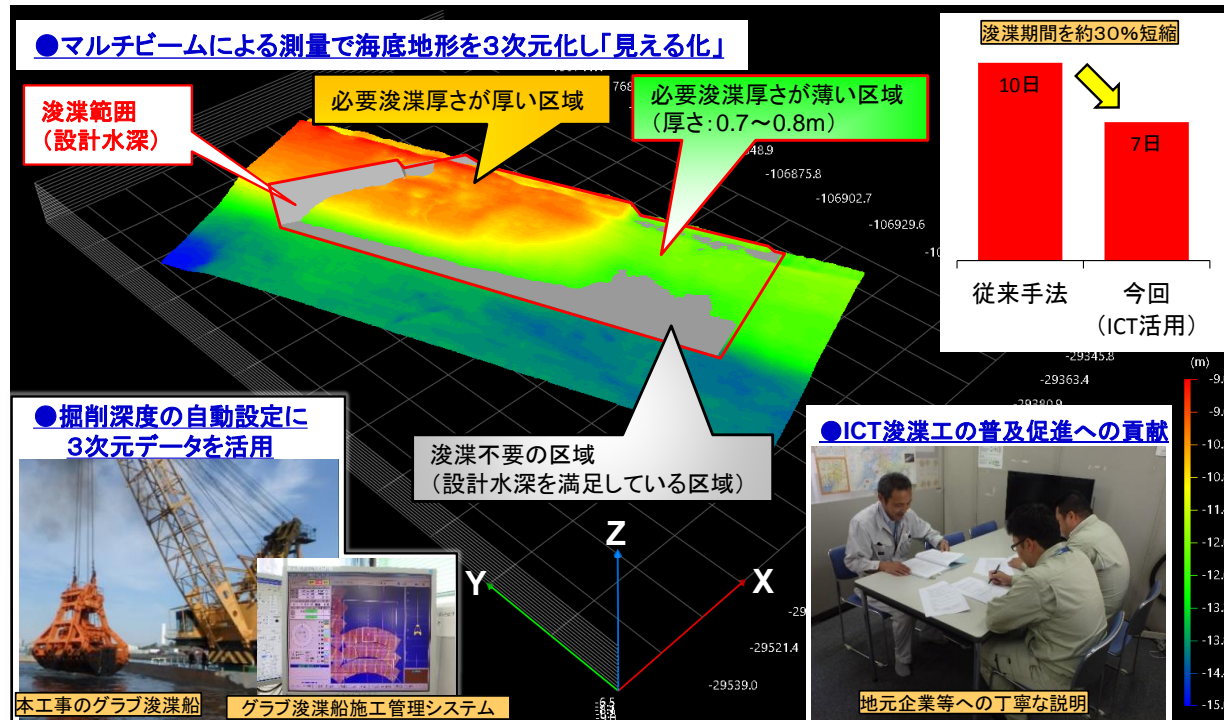 ●マルチビームによる測量で海底地形を3次元化し「見える化」
浚渫範囲
(設計水深)
必要浚渫厚さが厚い区域
必要浚渫厚さが薄い区域
(厚さ:0.7~0.8m)
浚渫不要の区域
(設計水深を満足している区域)
浚渫期間を約30%短縮
10日
7日
従来手法
今回
(ICT活用)
-106875.8
-106902.7
-106929.6
-29345.8
-29363.4
-29380.9
-29521.4
-29539.0
(m)
Z
Y
X
●掘削深度の自動設定に
3次元データを活用
本工事のグラブ浚渫船
グラブ浚渫船施工管理システム
●ICT浚渫工の普及促進への貢献
地元企業等への丁寧な説明